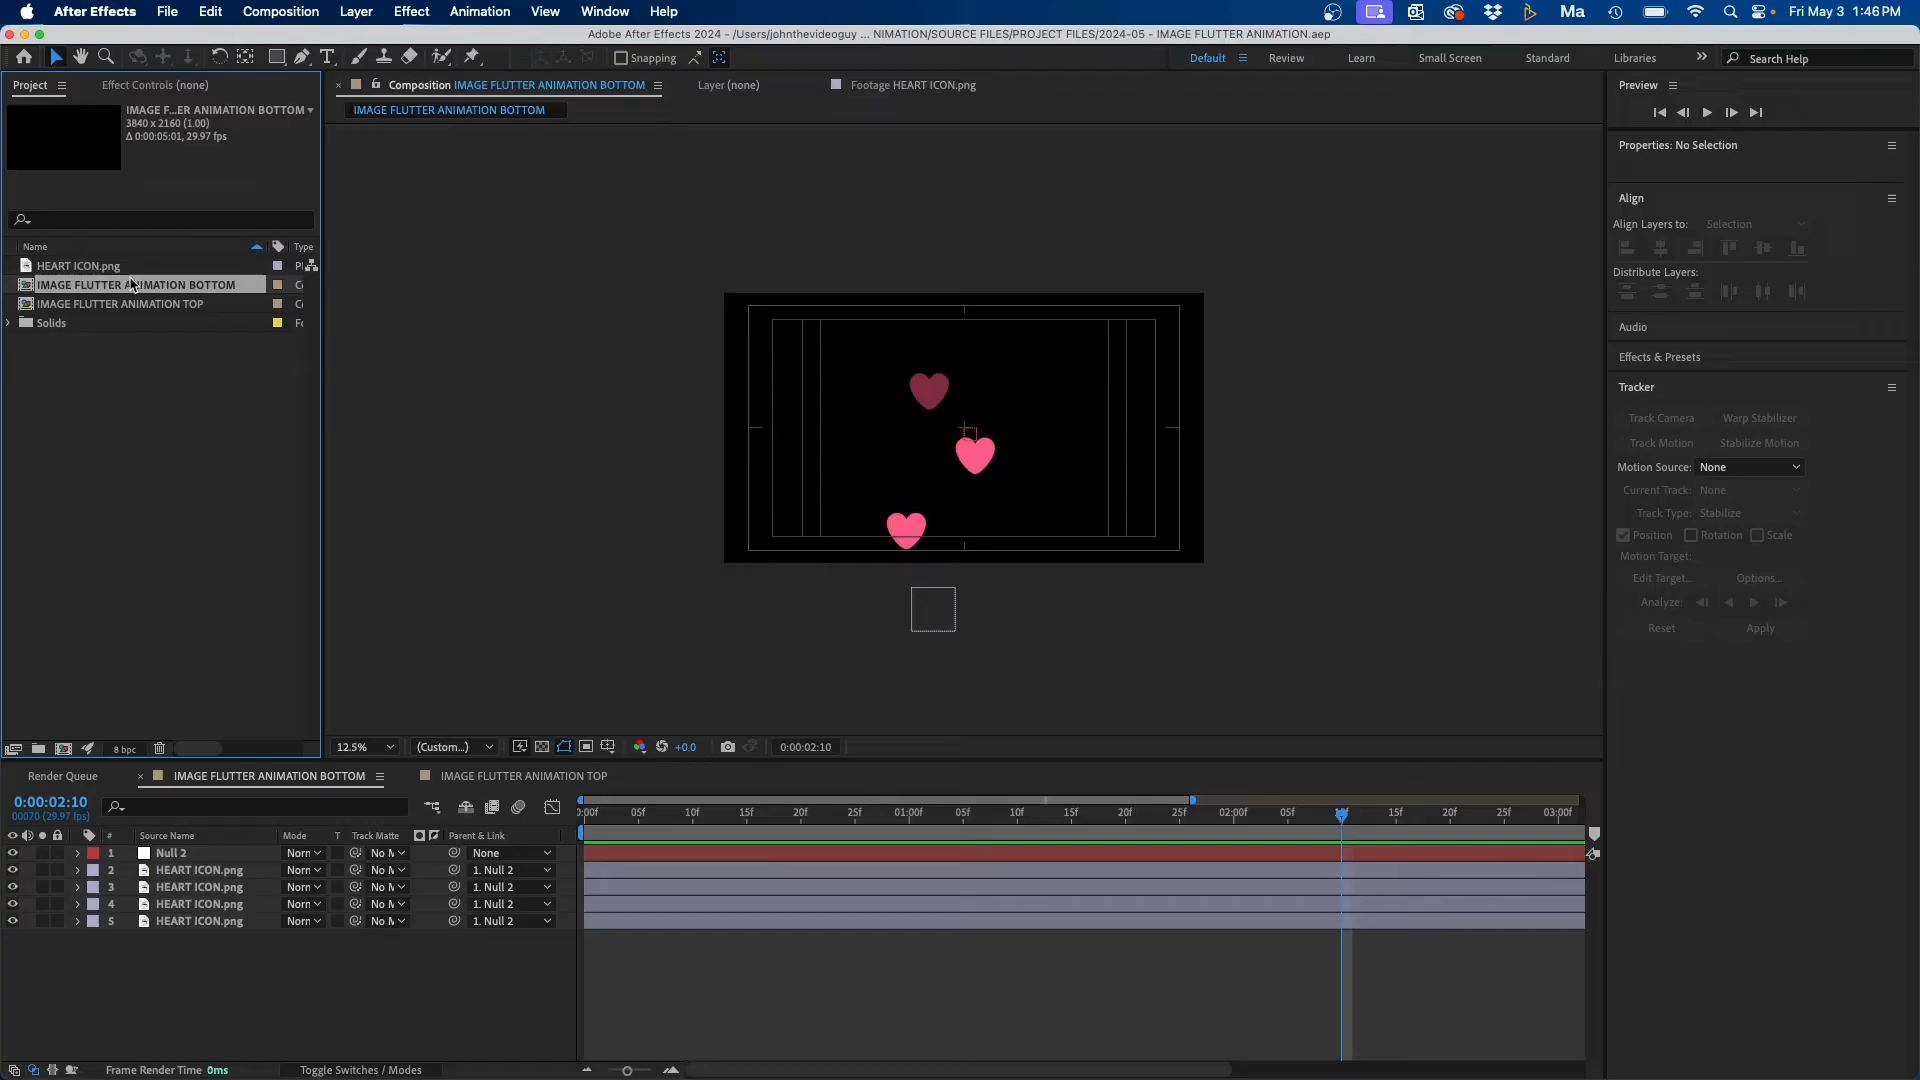 After Effects File Edit Composition Layer Effect Animation View Window Help Ma Fri May 3 1:46 PM
Adobe After Effects 2024 - /Users/johnthevideoguy ... NIMATION/SOURCE FILES/PROJECT FILES/2024-05 - IMAGE FLUTTER ANIMATION.aep
Snapping Default Review Learn Small Screen Standard Libraries Search Help
Project Effect Controls (none) Composition IMAGE FLUTTER ANIMATION BOTTOM Layer (none) Footage HEART ICON.png Preview
IMAGE F...ER ANIMATION BOTTOM
3840 x 2160 (1.00)
Δ 0:00:05:01, 29.97 fps
IMAGE FLUTTER ANIMATION BOTTOM
Name Type
HEART ICON.png
IMAGE FLUTTER ANIMATION BOTTOM
IMAGE FLUTTER ANIMATION TOP
Solids
Properties: No Selection
Align
Align Layers to: Selection
Distribute Layers:
Audio
Effects & Presets
Tracker
Track Camera Warp Stabilizer
Track Motion Stabilize Motion
Motion Source: None
Current Track: None
Track Type: Stabilize
Position Rotation Scale
Motion Target:
Edit Target... Options...
Analyze:
Reset Apply
8 bpc 12.5% (Custom...) +0.0 0:00:02:10
Render Queue IMAGE FLUTTER ANIMATION BOTTOM IMAGE FLUTTER ANIMATION TOP
0:00:02:10
00070 (29.97 fps)
:00f 05f 10f 15f 20f 25f 01:00f 05f 10f 15f 20f 25f 02:00f 05f 15f 20f 25f 03:00f
# Source Name Mode T Track Matte Parent & Link
1 Null 2 Norn No M None
2 HEART ICON.png Norn No M 1. Null 2
3 HEART ICON.png Norn No M 1. Null 2
4 HEART ICON.png Norn No M 1. Null 2
5 HEART ICON.png Norn No M 1. Null 2
Frame Render Time 0ms Toggle Switches / Modes